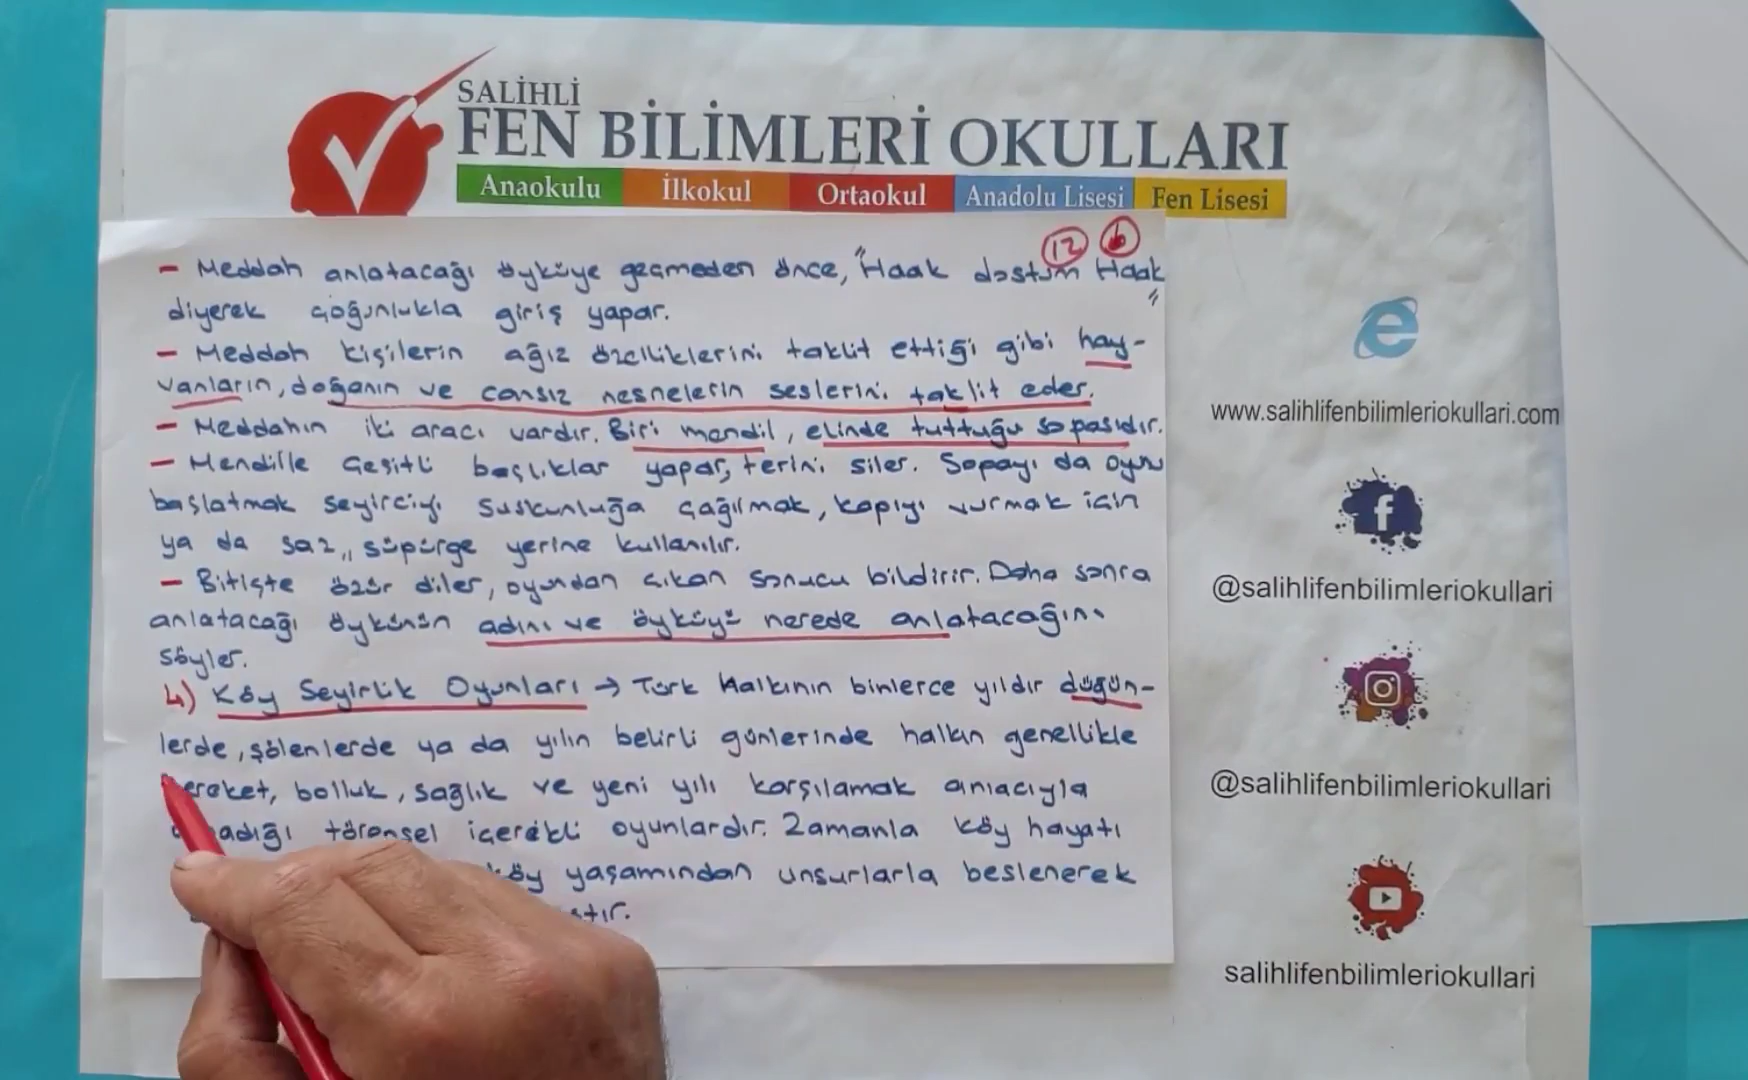 SALİHLİ
FEN BİLİMLERİ OKULLARI
Anaokulu İlkokul Ortaokul Anadolu Lisesi Fen Lisesi
12 6
- Meddah anlatacağı öyküye geçmeden önce, "Haak dostum Haak"
diyerek çoğunlukla giriş yapar.
- Meddah kişilerin ağız özelliklerini taklit ettiği gibi hay-
vanların, doğanın ve cansız nesnelerin seslerini taklit eder.
- Meddahın iki aracı vardır. Biri mendil, elinde tuttuğu sopasıdır.
- Mendille çeşitli başlıklar yapar, terini siler. Sopayı da oyunu
başlatmak seyirciyi suskunluğa çağırmak, kapıyı vurmak için
ya da saz, süpürge yerine kullanılır.
- Bitişte özür diler, oyundan çıkan sonucu bildirir. Daha sonra
anlatacağı öykünün adını ve öyküyü nerede anlatacağını
söyler.
4) Köy Seyirlik Oyunları → Türk Halkının binlerce yıldır düğün-
lerde, şölenlerde ya da yılın belirli günlerinde halkın genellikle
bereket, bolluk, sağlık ve yeni yılı karşılamak amacıyla
törensel içerikli oyunlardır. Zamanla köy hayatı
köy yaşamından unsurlarla beslenerek
www.salihlifenbilimleriokullari.com
@salihlifenbilimleriokullari
@salihlifenbilimleriokullari
salihlifenbilimleriokullari